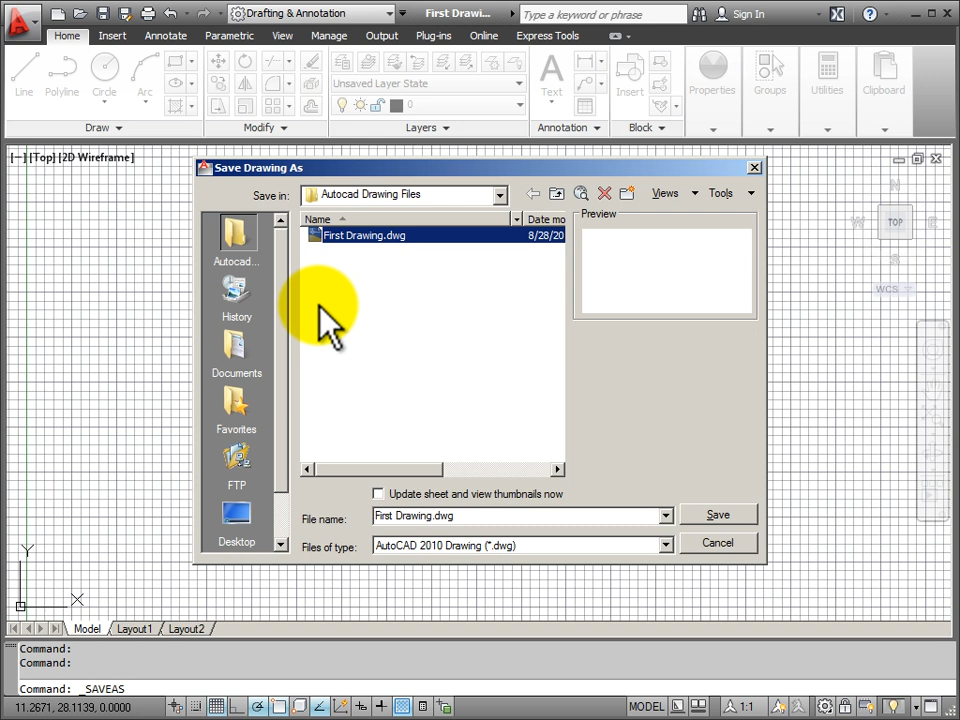 Drafting & Annotation
First Drawi...
Type a keyword or phrase
Sign In
Home
Insert
Annotate
Parametric
View
Manage
Output
Plug-ins
Online
Express Tools
Line
Polyline
Circle
Arc
Unsaved Layer State
0
Text
Insert
Properties
Groups
Utilities
Clipboard
Draw
Modify
Layers
Annotation
Block
[−] [Top] [2D Wireframe]
N
W
TOP
E
S
WCS
Save Drawing As
Save in:
Autocad Drawing Files
Views
Tools
Name
Date mo
Preview
First Drawing.dwg
8/28/20
Autocad...
History
Documents
Favorites
FTP
Desktop
Update sheet and view thumbnails now
File name:
First Drawing.dwg
Save
Files of type:
AutoCAD 2010 Drawing (*.dwg)
Cancel
Y
X
Model
Layout1
Layout2
Command:
Command:
Command: _SAVEAS
11.2671, 28.1139, 0.0000
MODEL
1:1